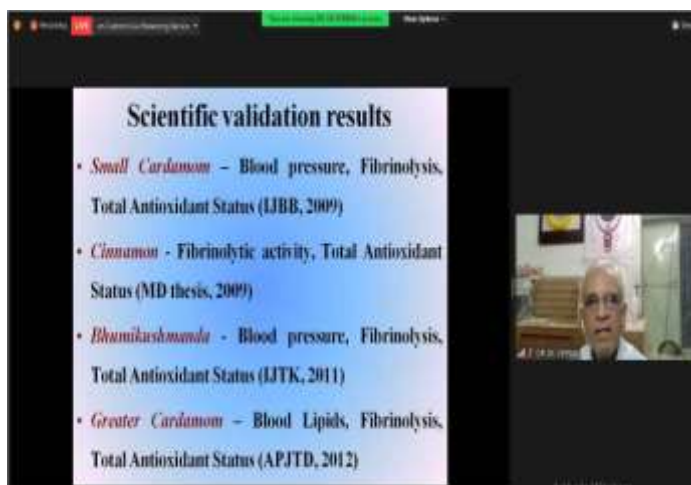 LIVE
Scientific validation results
• Small Cardamom – Blood pressure, Fibrinolysis,
Total Antioxidant Status (IJBB, 2009)
• Cinnamon - Fibrinolytic activity, Total Antioxidant
Status (MD thesis, 2009)
• Bhumikushmanda - Blood pressure, Fibrinolysis,
Total Antioxidant Status (IJTK, 2011)
• Greater Cardamom – Blood Lipids, Fibrinolysis,
Total Antioxidant Status (APJTD, 2012)